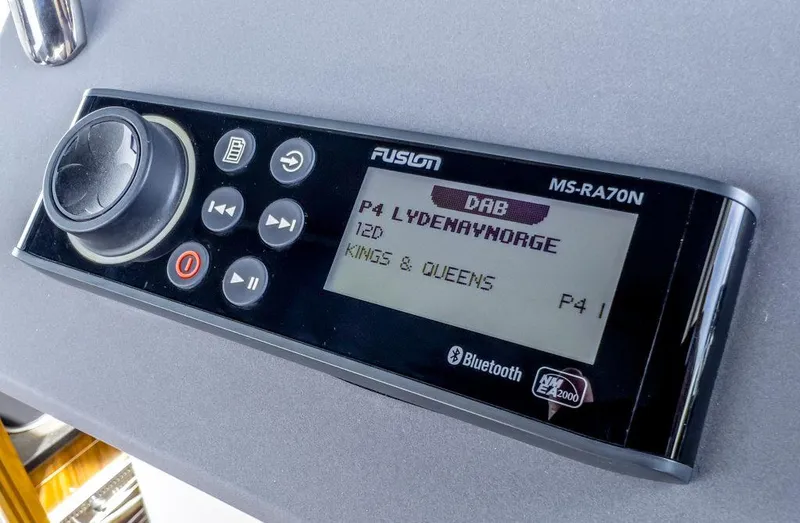 FUSION
MS-RA70N
DAB
P4 LYDENAVNORGE
12D
KINGS & QUEENS
P4 |
Bluetooth
NMEA 2000